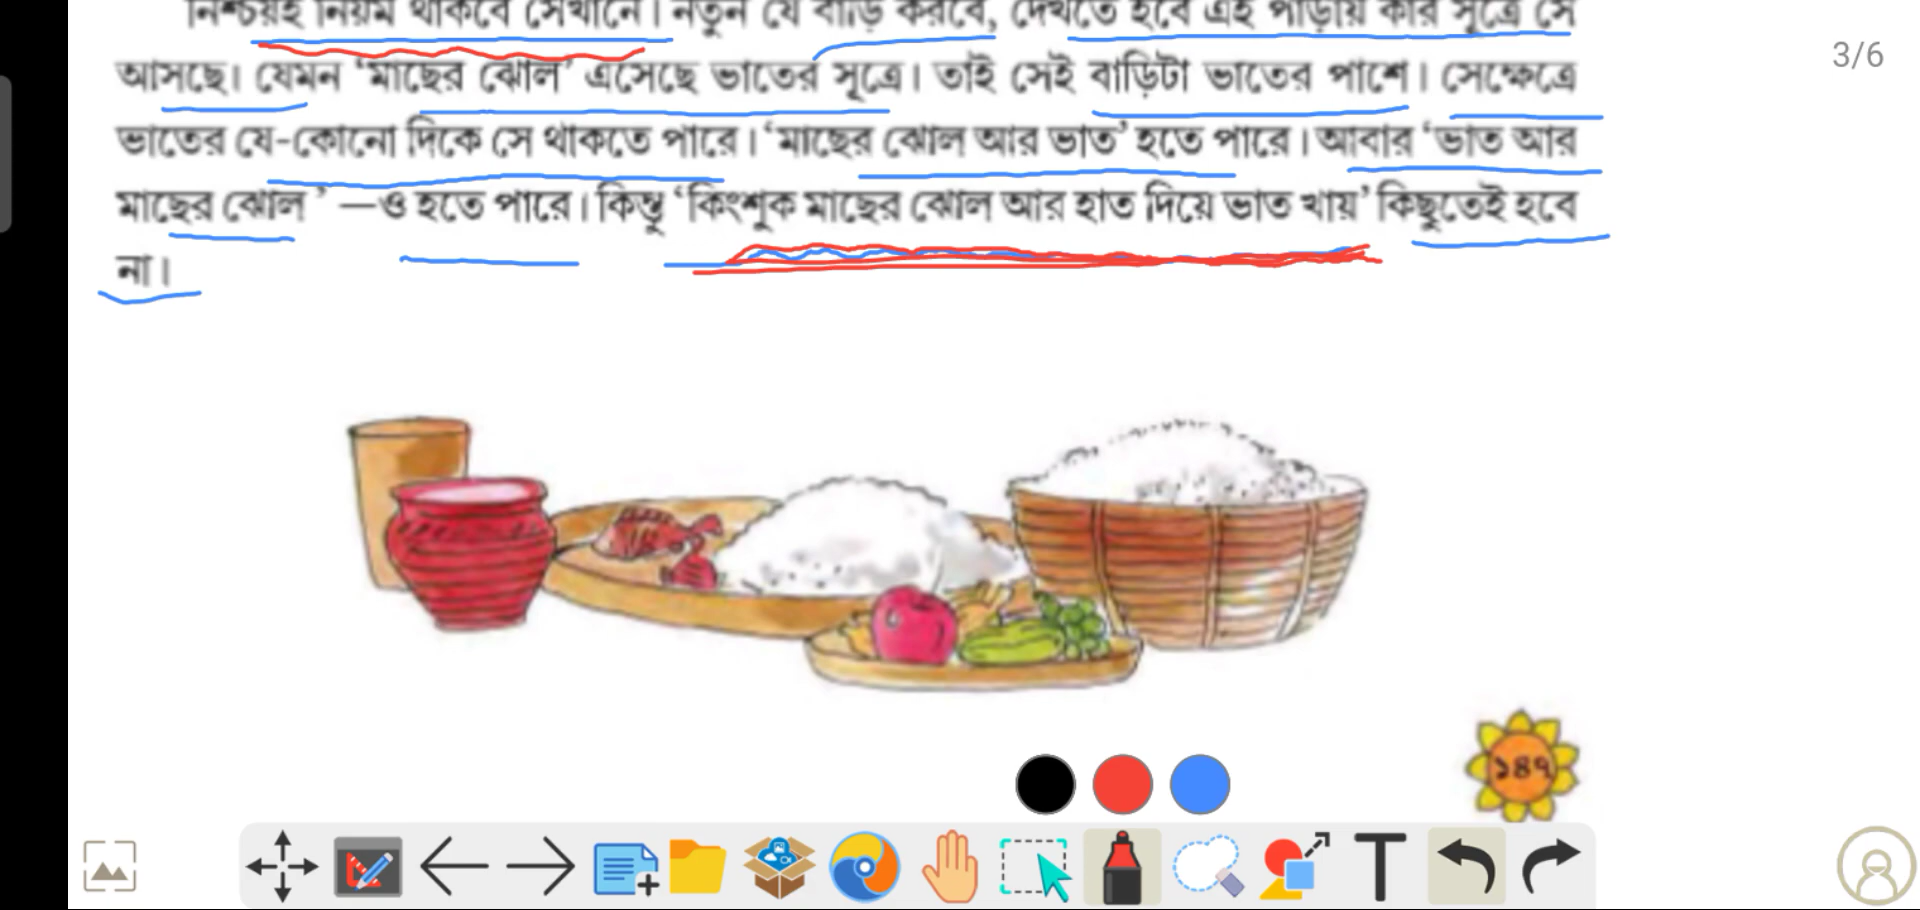 নিশ্চয়ই নিয়ম থাকবে সেখানে। নতুন যে বাড়ি করবে, দেখতে হবে এই পাড়ায় কার সূত্রে সে
আসছে। যেমন ‘মাছের ঝোল’ এসেছে ভাতের সূত্রে। তাই সেই বাড়িটা ভাতের পাশে। সেক্ষেত্রে
ভাতের যে-কোনো দিকে সে থাকতে পারে। ‘মাছের ঝোল আর ভাত’ হতে পারে। আবার ‘ভাত আর
মাছের ঝোল ’ —ও হতে পারে। কিন্তু ‘কিংশুক মাছের ঝোল আর হাত দিয়ে ভাত খায়’ কিছুতেই হবে
না।
3/6
১৪৭
T